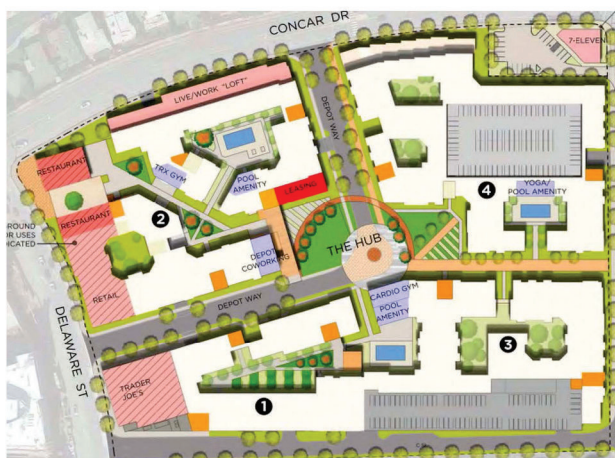 CONCAR DR
7-ELEVEN
LIVE/WORK "LOFT"
DEPOT WAY
RESTAURANT
TRX GYM
POOL
AMENITY
LEASING
4
YOGA/
POOL AMENITY
RESTAURANT
2
GROUND
OR USES
DICATED
THE HUB
DEPOT
COWORKING
RETAIL
DEPOT WAY
CARDIO GYM
POOL
AMENITY
DELAWARE ST
3
TRADER
JOE'S
1